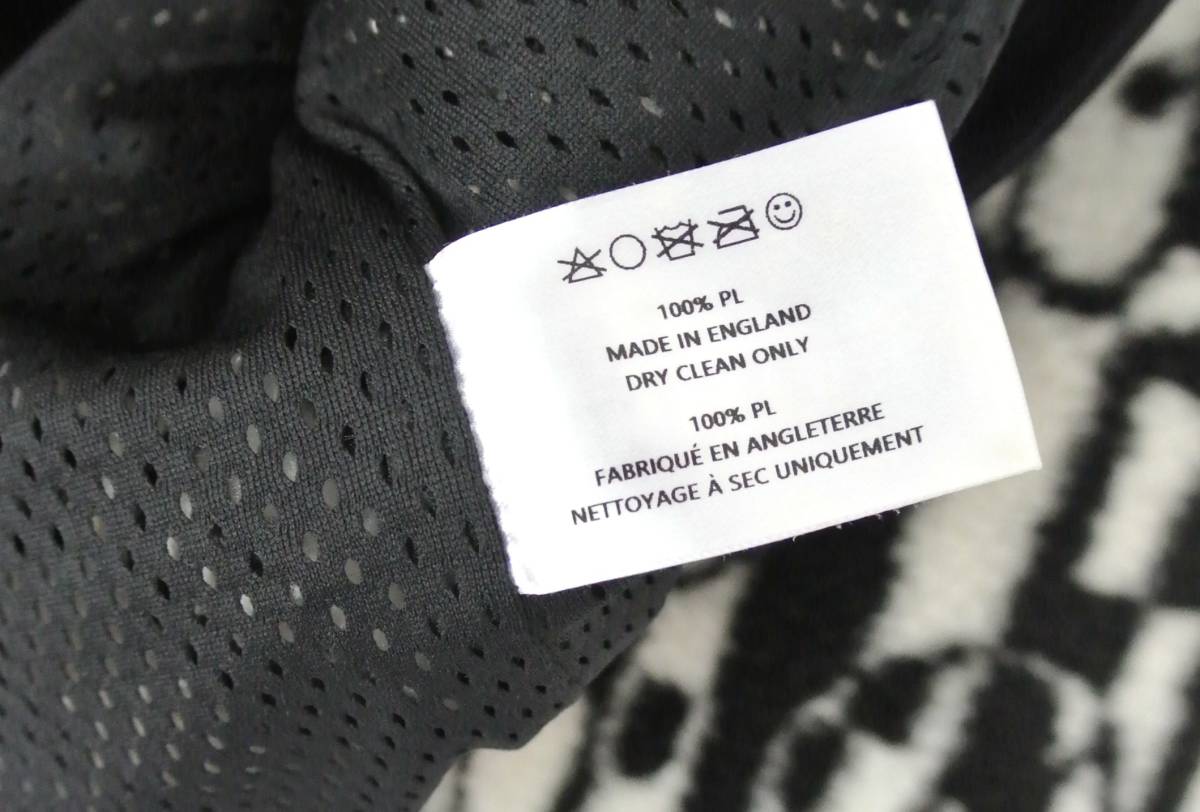 100% PL
MADE IN ENGLAND
DRY CLEAN ONLY
100% PL
FABRIQUÉ EN ANGLETERRE
NETTOYAGE À SEC UNIQUEMENT